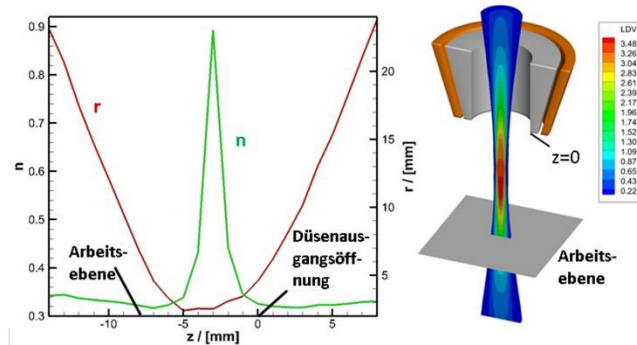 0.9
0.8
0.7
0.6
0.5
0.4
0.3
n
r
n
20
15
10
5
r / [mm]
Arbeits-
ebene
Düsenaus-
gangsöff-
nung
-10
-5
0
5
z / [mm]
z=0
Arbeits-
ebene
LDV
3.48
3.26
3.04
2.83
2.61
2.39
2.17
1.96
1.74
1.52
1.30
1.09
0.87
0.65
0.43
0.22